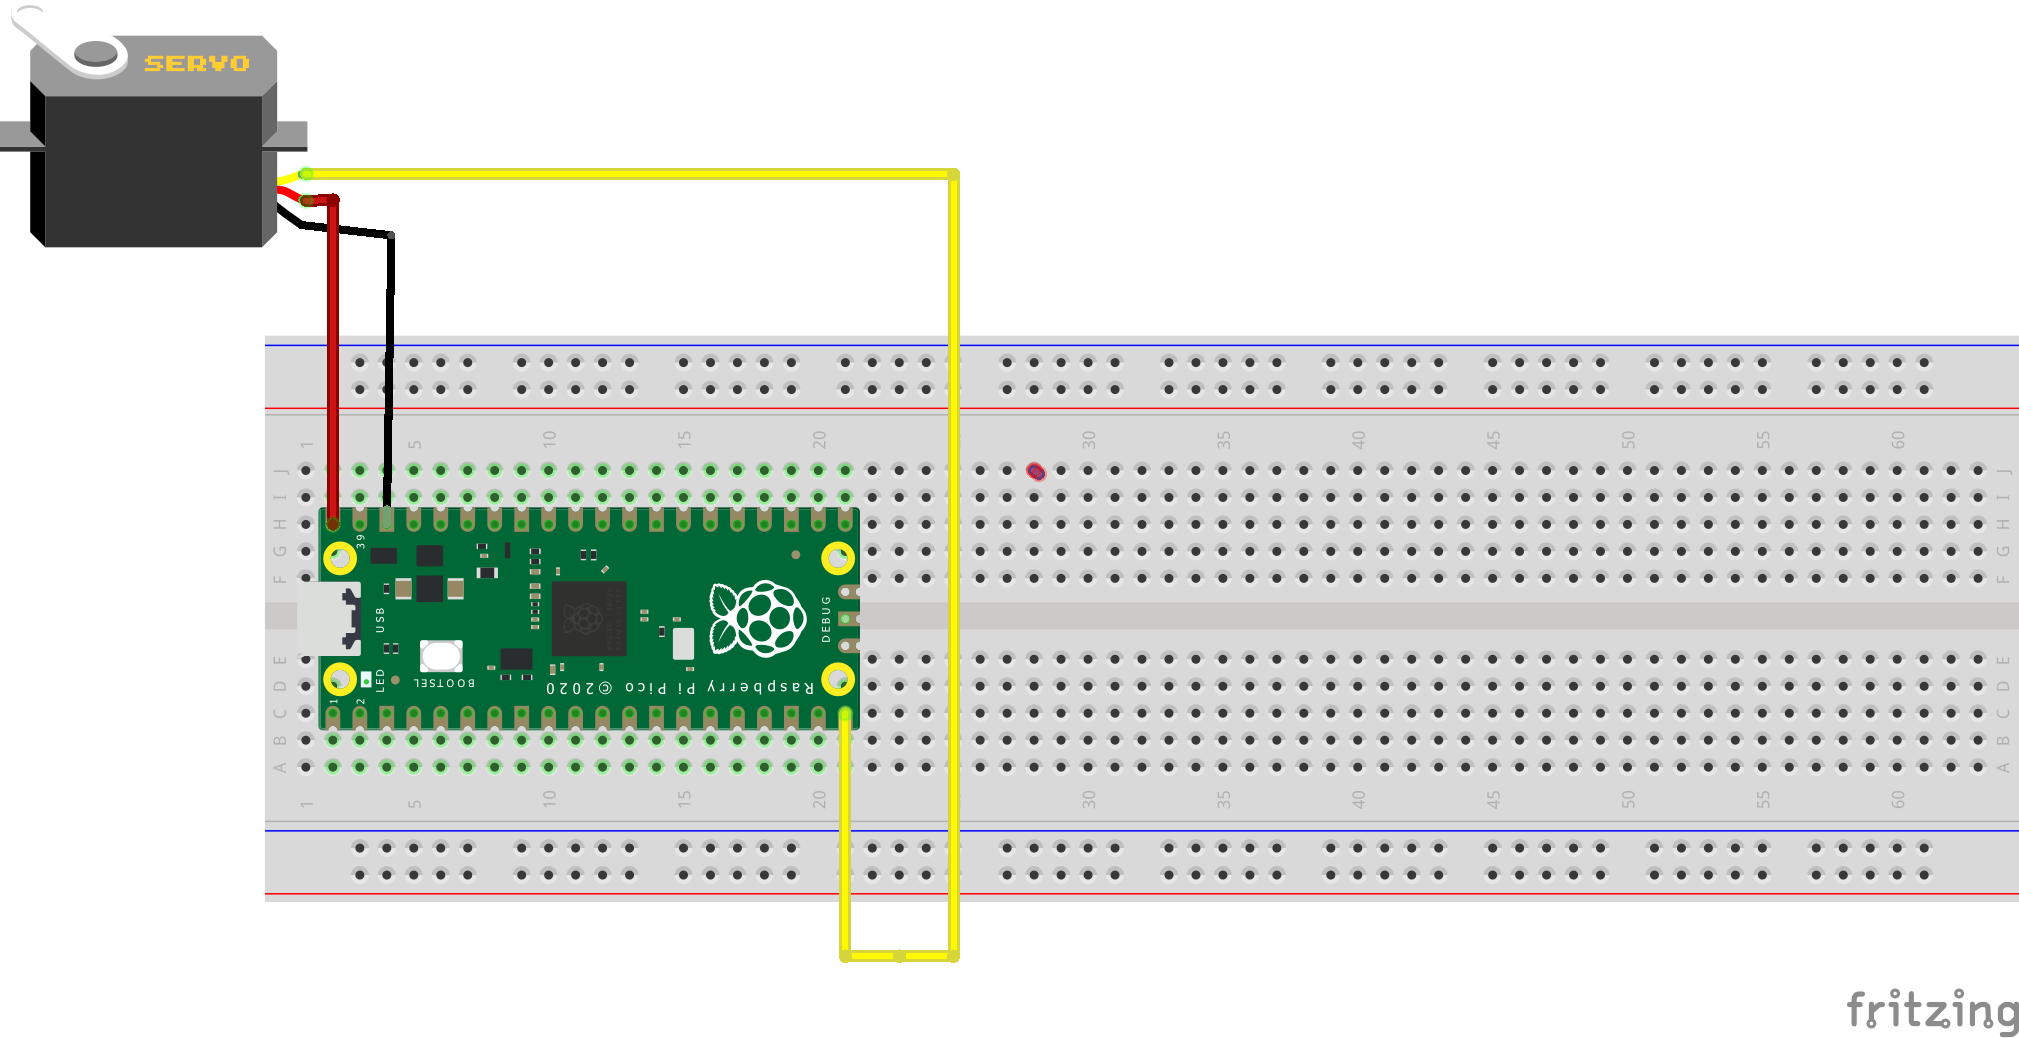 SERVO
1 5 10 15 20 30 35 40 45 50 55 60
J J
I I
H H
G G
F F
39
USB
DEBUG
E E
LED
BOOTSEL
Raspberry Pi Pico ©2020
D D
1 2
C C
B B
A A
1 5 10 15 20 30 35 40 45 50 55 60
fritzing